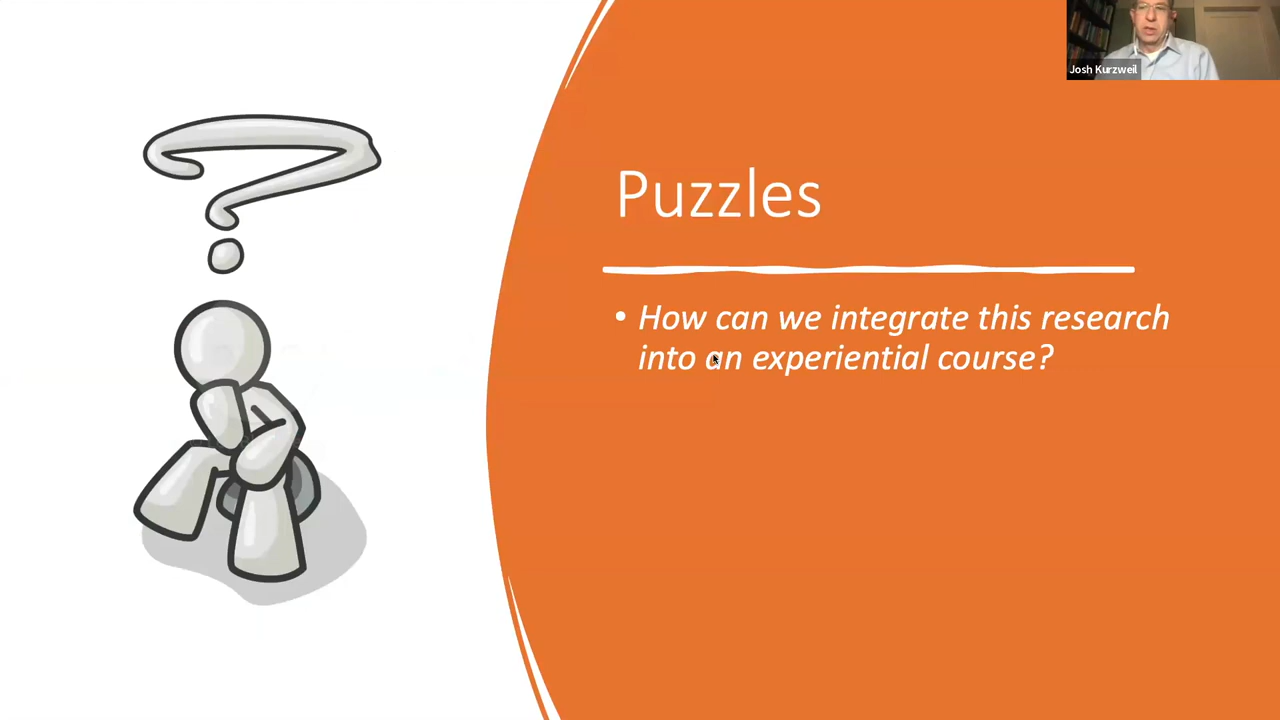 Josh Kurzweil
Puzzles
• How can we integrate this research
into an experiential course?